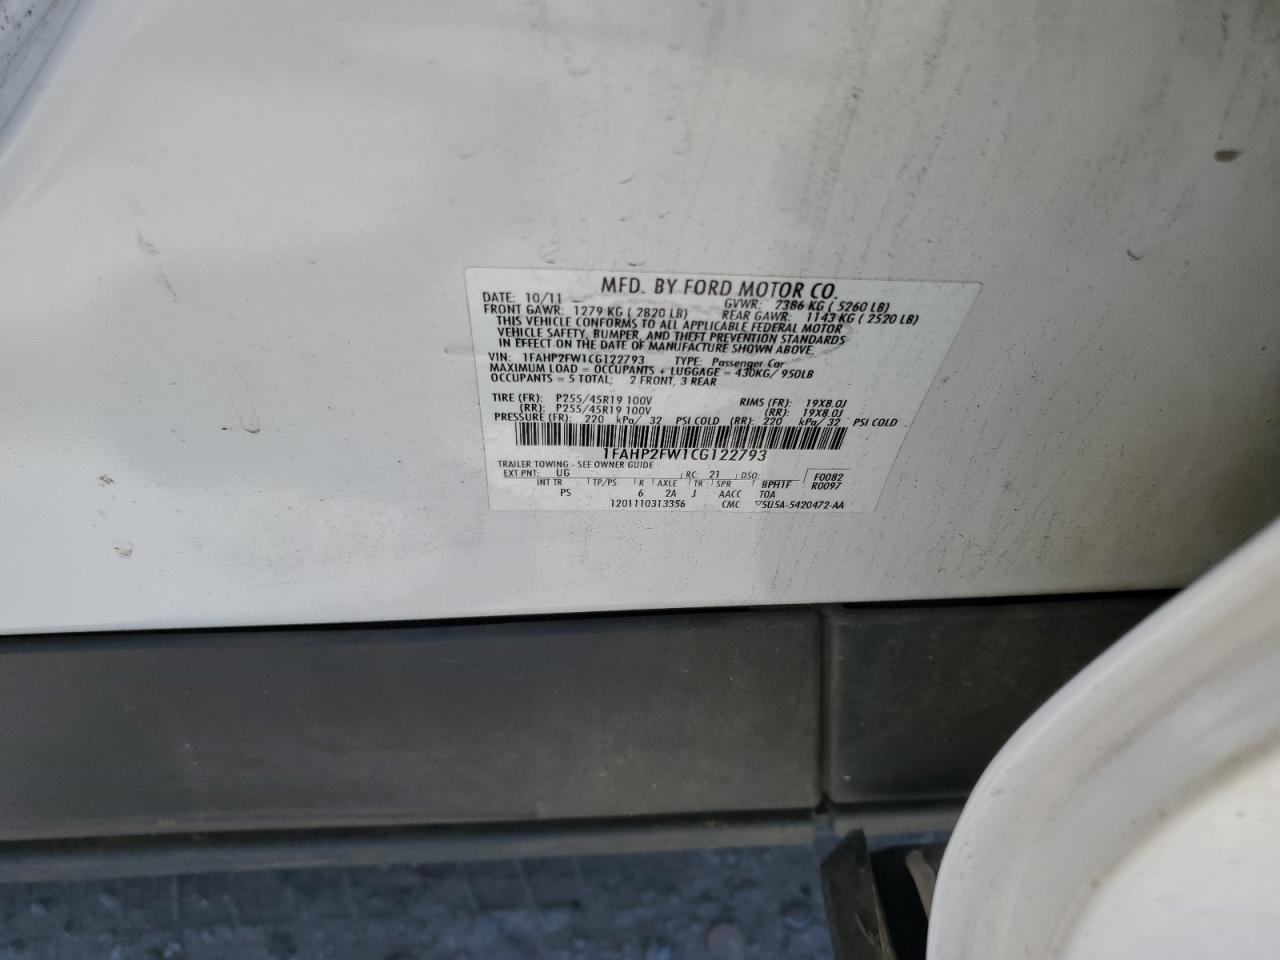 MFD. BY FORD MOTOR CO.
DATE: 10/11 GVWR: 2386 KG ( 5260 LB)
FRONT GAWR: 1279 KG ( 2820 LB) REAR GAWR: 1143 KG ( 2520 LB)
THIS VEHICLE CONFORMS TO ALL APPLICABLE FEDERAL MOTOR
VEHICLE SAFETY, BUMPER, AND THEFT PREVENTION STANDARDS
IN EFFECT ON THE DATE OF MANUFACTURE SHOWN ABOVE.
VIN: 1FAHP2FW1CG122793 TYPE: Passenger Car
MAXIMUM LOAD = OCCUPANTS + LUGGAGE = 430KG/ 950LB
OCCUPANTS = 5 TOTAL; 2 FRONT, 3 REAR
TIRE (FR): P255/45R19 100V RIMS (FR): 19X8.0J
(RR): P255/45R19 100V (RR): 19X8.0J
PRESSURE (FR): 220 kPa/ 32 PSI COLD (RR): 220 kPa/ 32 PSI COLD
1FAHP2FW1CG122793
TRAILER TOWING - SEE OWNER GUIDE
EXT PNT: UG RC: 21 DSO: F0082
INT TR TP/PS R AXLE TR SPR BPHTF R0097
PS 6 2A J AACC TOA
1201110313356 CMC ▽5U5A-5420472-AA